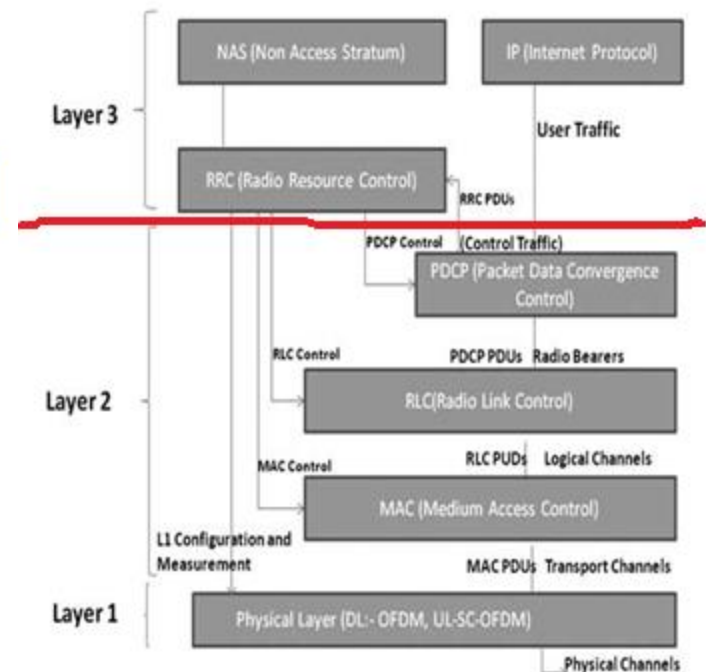 NAS (Non Access Stratum)
IP (Internet Protocol)
Layer 3
User Traffic
RRC (Radio Resource Control)
RRC PDUs
PDCP Control
(Control Traffic)
PDCP (Packet Data Convergence
Control)
RLC Control
PDCP PDUs Radio Bearers
Layer 2
RLC(Radio Link Control)
RLC PUDs Logical Channels
MAC Control
MAC (Medium Access Control)
L1 Configuration and
Measurement
MAC PDUs Transport Channels
Layer 1
Physical Layer (DL:- OFDM, UL-SC-OFDM)
Physical Channels